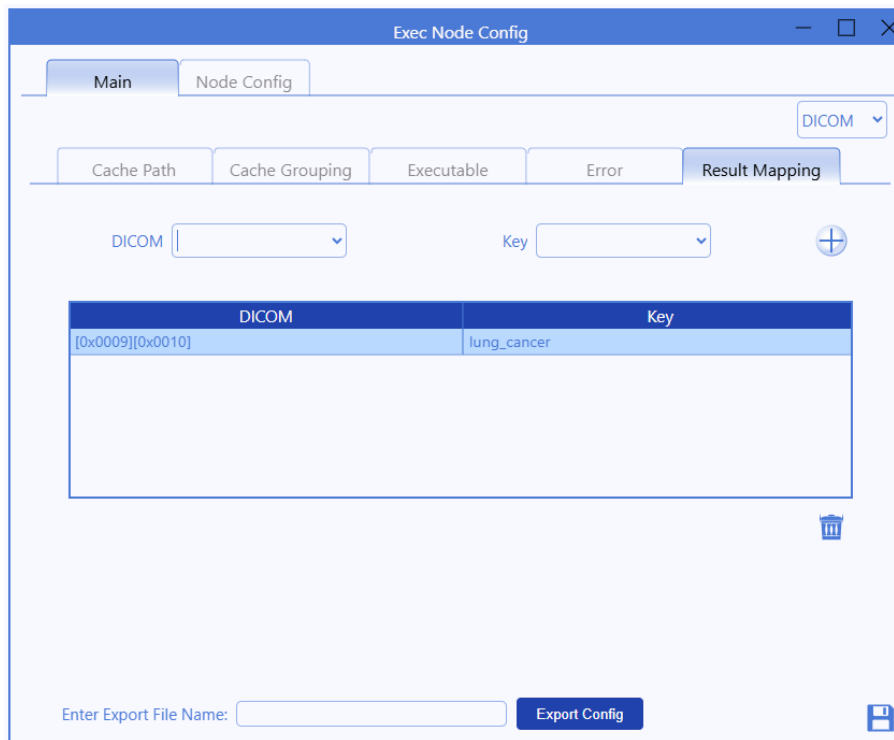 Exec Node Config
Main Node Config
DICOM
Cache Path Cache Grouping Executable Error Result Mapping
DICOM Key
DICOM Key
[0x0009][0x0010] lung_cancer
Enter Export File Name: Export Config